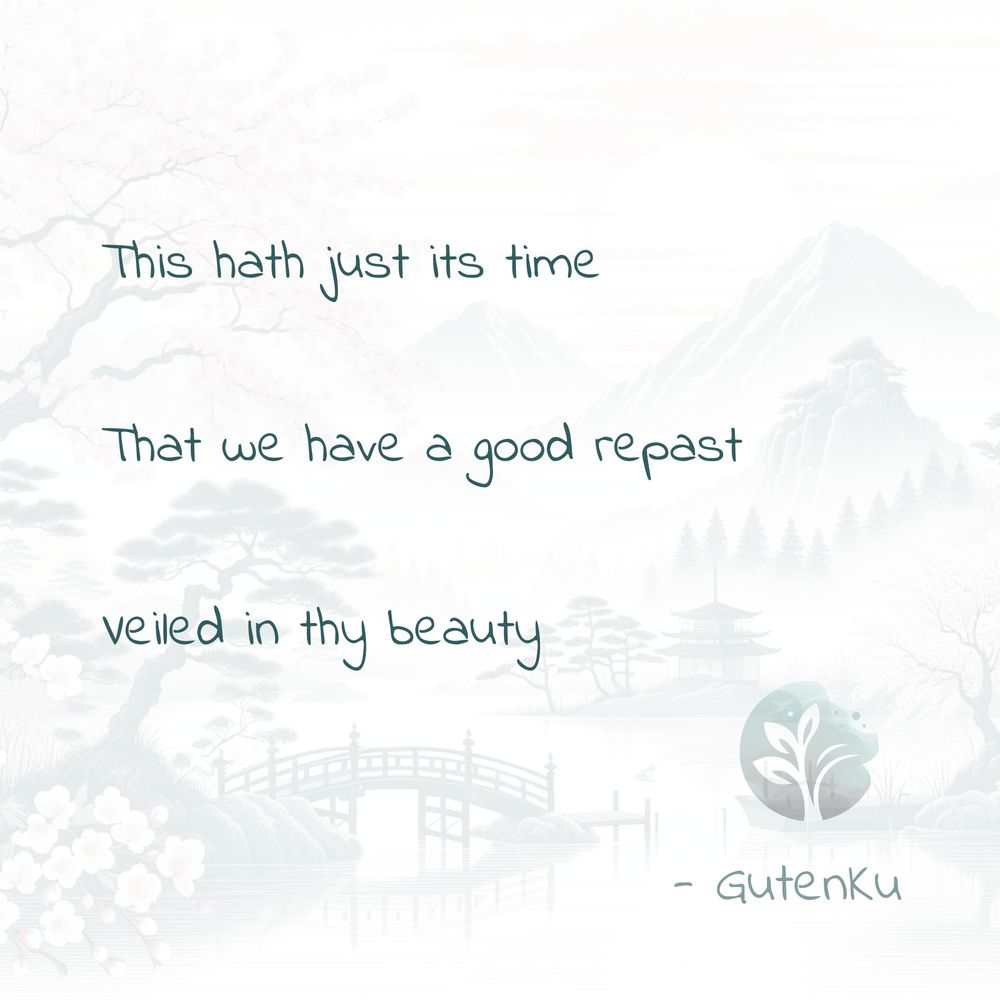 This hath just its time
That we have a good repast
veiled in thy beauty
- GutenKu